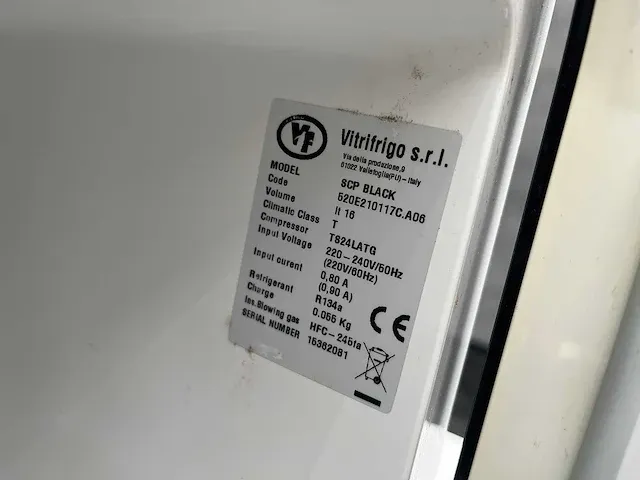 VF
Vitrifrigo s.r.l.
Via della produzione,9
61022 Vallefoglia(PU) - Italy
MODEL SCP BLACK
Code 520E210117C.A06
Volume lt 16
Climatic Class T
Compressor TS24LATG
Input Voltage 220-240V/50Hz
(220V/60Hz)
Input curent 0,80 A
(0,90 A)
Refrigerant R134a
Charge 0.055 Kg
Ins.Blowing gas HFC-245fa
SERIAL NUMBER 15362081
CE